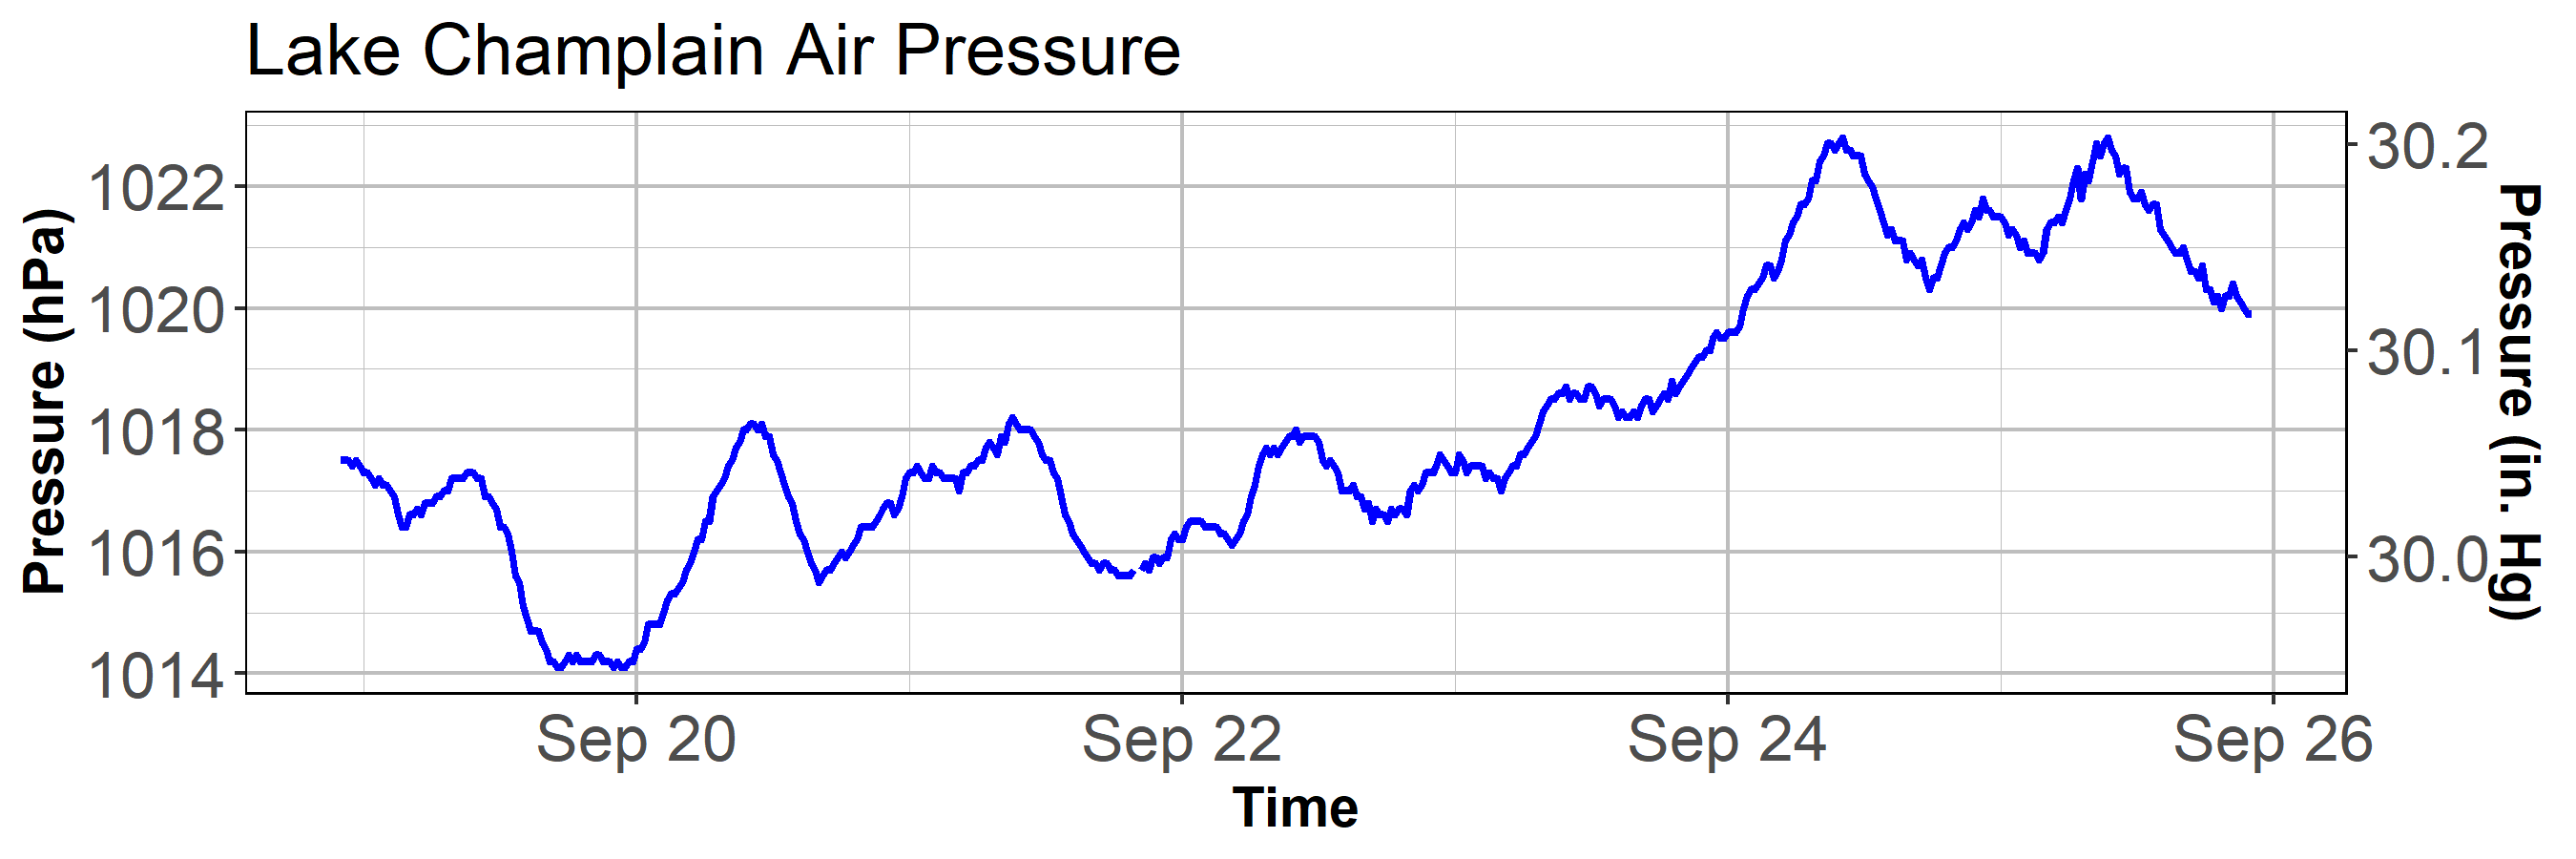 Lake Champlain Air Pressure
Pressure (hPa)
1022
1020
1018
1016
1014
30.2
30.1
30.0
Pressure (in. Hg)
Sep 20 Sep 22 Sep 24 Sep 26
Time